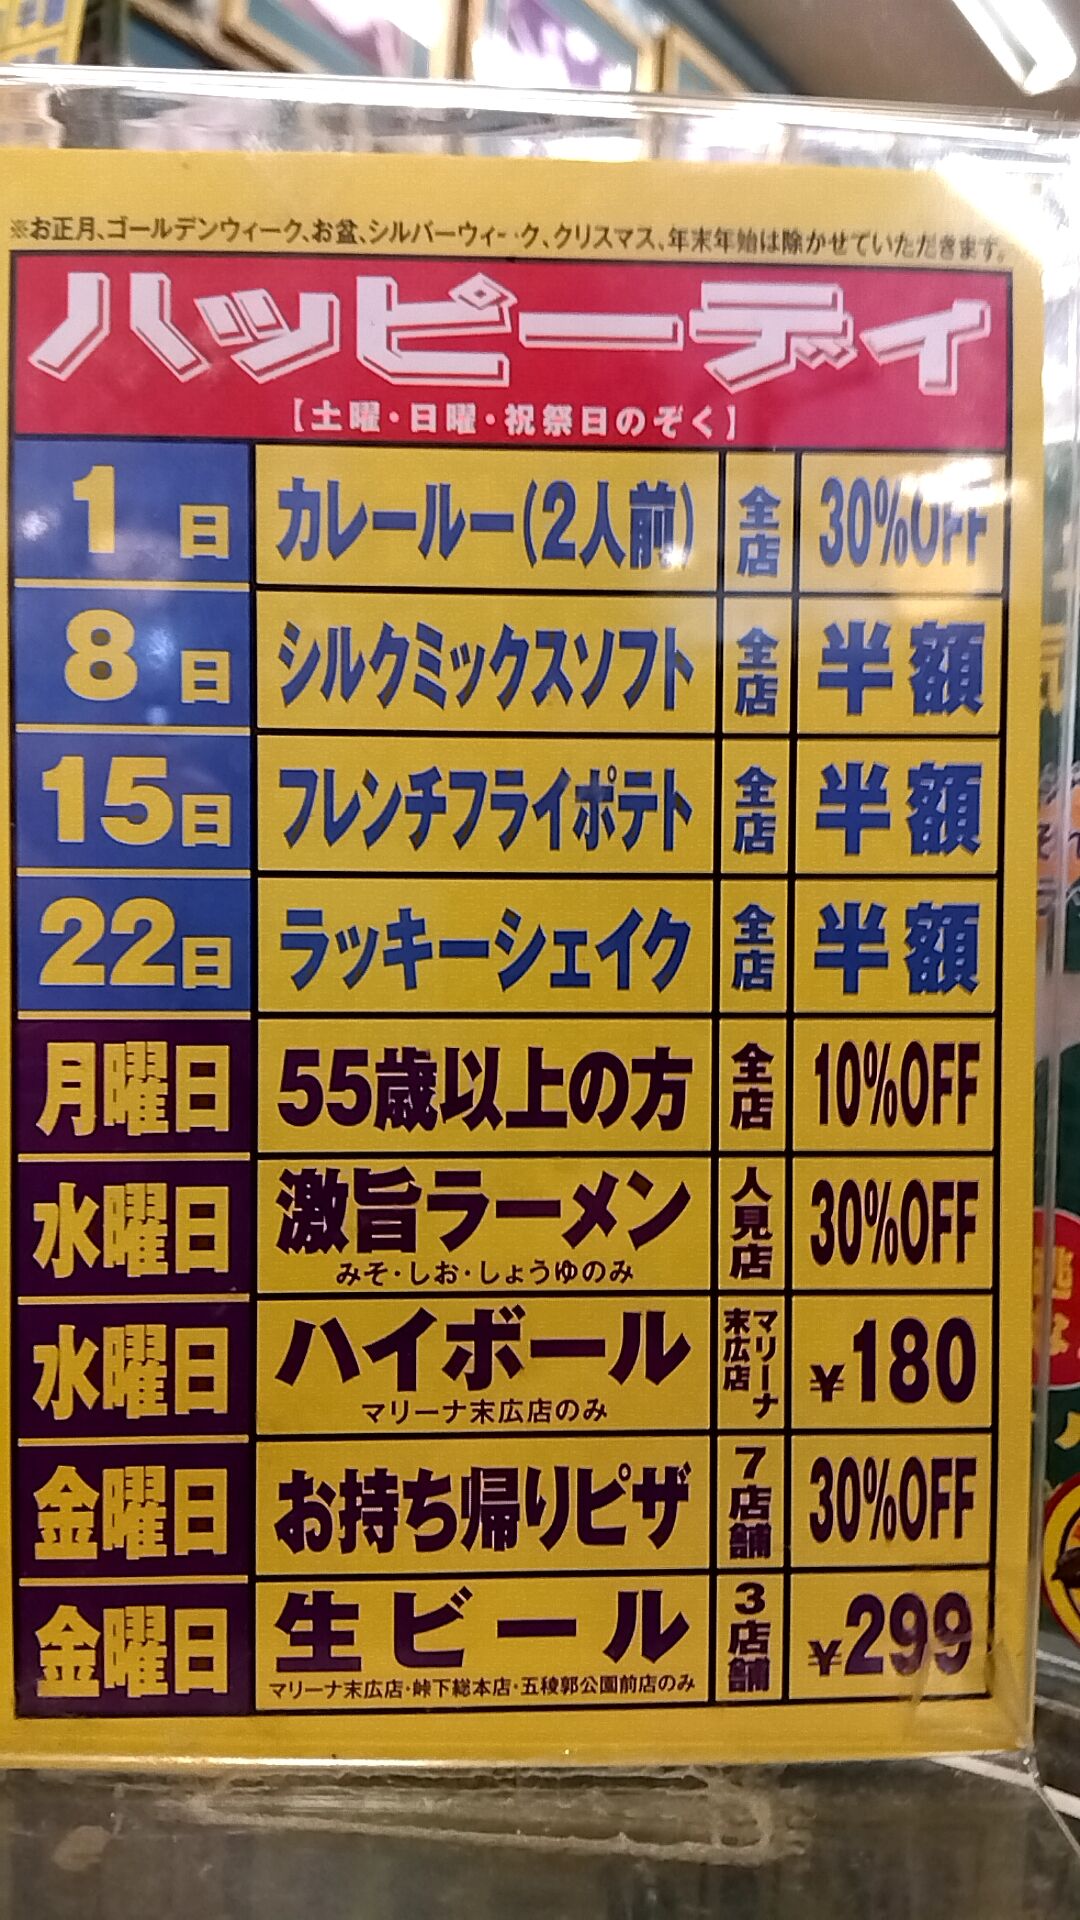 ※お正月、ゴールデンウィーク、お盆、シルバーウィーク、クリスマス、年末年始は除かせていただきます。
ハッピーディ
【土曜・日曜・祝祭日のぞく】
1日 カレールー(2人前) 全店 30%OFF
8日 シルクミックスソフト 全店 半額
15日 フレンチフライポテト 全店 半額
22日 ラッキーシェイク 全店 半額
月曜日 55歳以上の方 全店 10%OFF
水曜日 激旨ラーメン 人見店 30%OFF
みそ・しお・しょうゆのみ
水曜日 ハイボール マリーナ末広店 ¥180
マリーナ末広店のみ
金曜日 お持ち帰りピザ 7店舗 30%OFF
金曜日 生ビール 3店舗 ¥299
マリーナ末広店・峠下総本店・五稜郭公園前店のみ